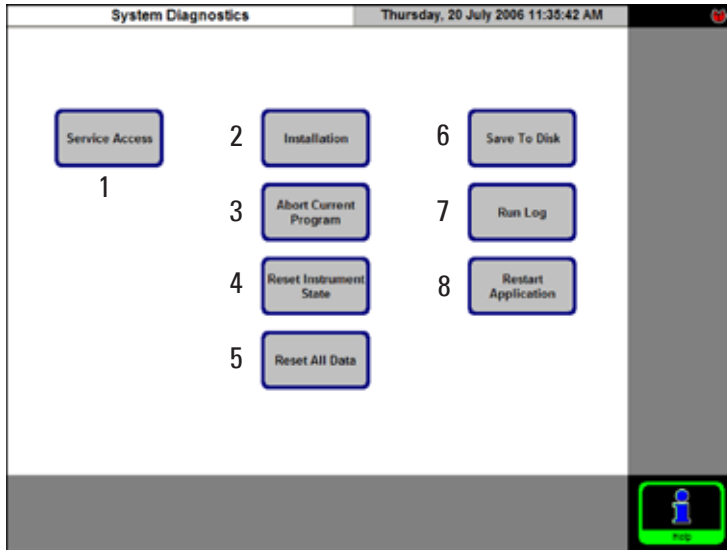 System Diagnostics
Thursday, 20 July 2006 11:35:42 AM
Service Access
1
2
Installation
3
Abort Current
Program
4
Reset Instrument
State
5
Reset All Data
6
Save To Disk
7
Run Log
8
Restart
Application
Help